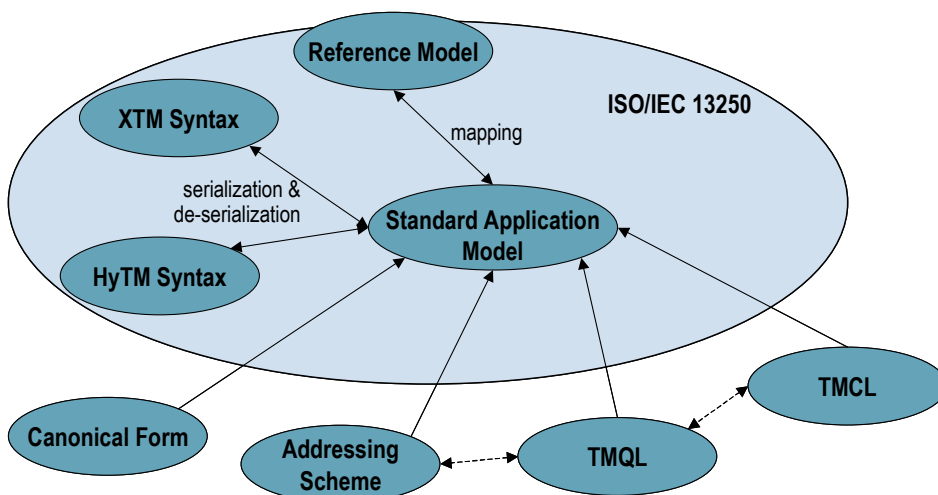 Reference Model
ISO/IEC 13250
XTM Syntax
mapping
serialization &
de-serialization
Standard Application
Model
HyTM Syntax
TMCL
Canonical Form
Addressing
Scheme
TMQL